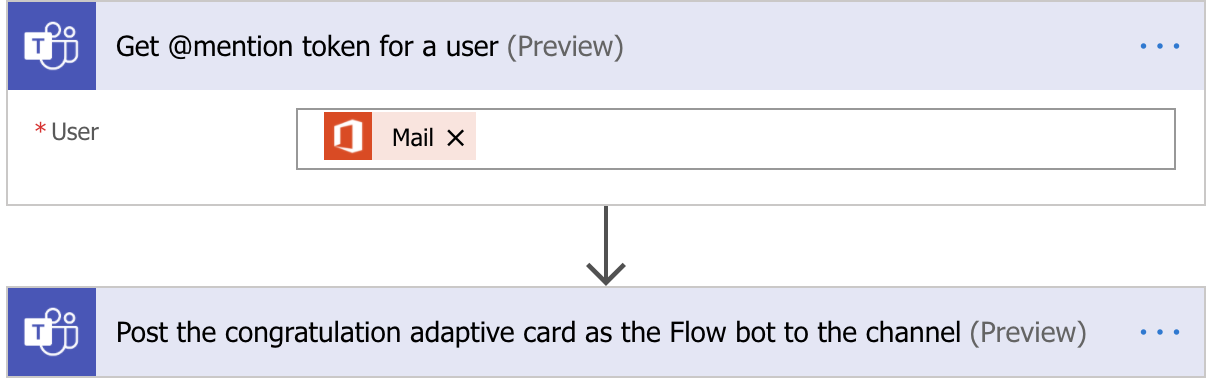 T Get @mention token for a user (Preview) ...
* User Mail ×
T Post the congratulation adaptive card as the Flow bot to the channel (Preview) ...